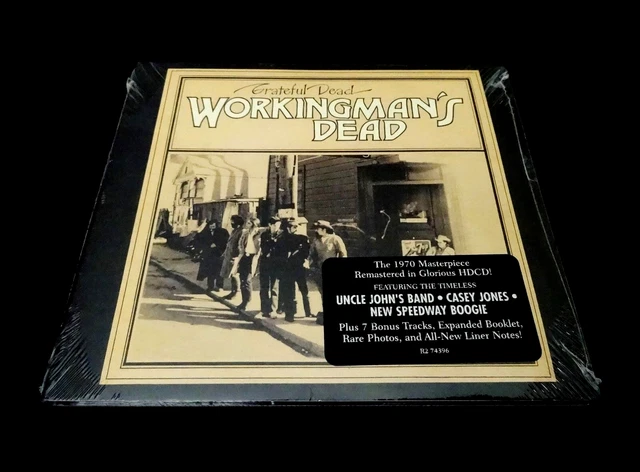 Grateful Dead
WORKINGMAN'S
DEAD
The 1970 Masterpiece
Remastered in Glorious HDCD!
FEATURING THE TIMELESS
UNCLE JOHN'S BAND • CASEY JONES •
NEW SPEEDWAY BOOGIE
Plus 7 Bonus Tracks, Expanded Booklet,
Rare Photos, and All-New Liner Notes!
R2 74396